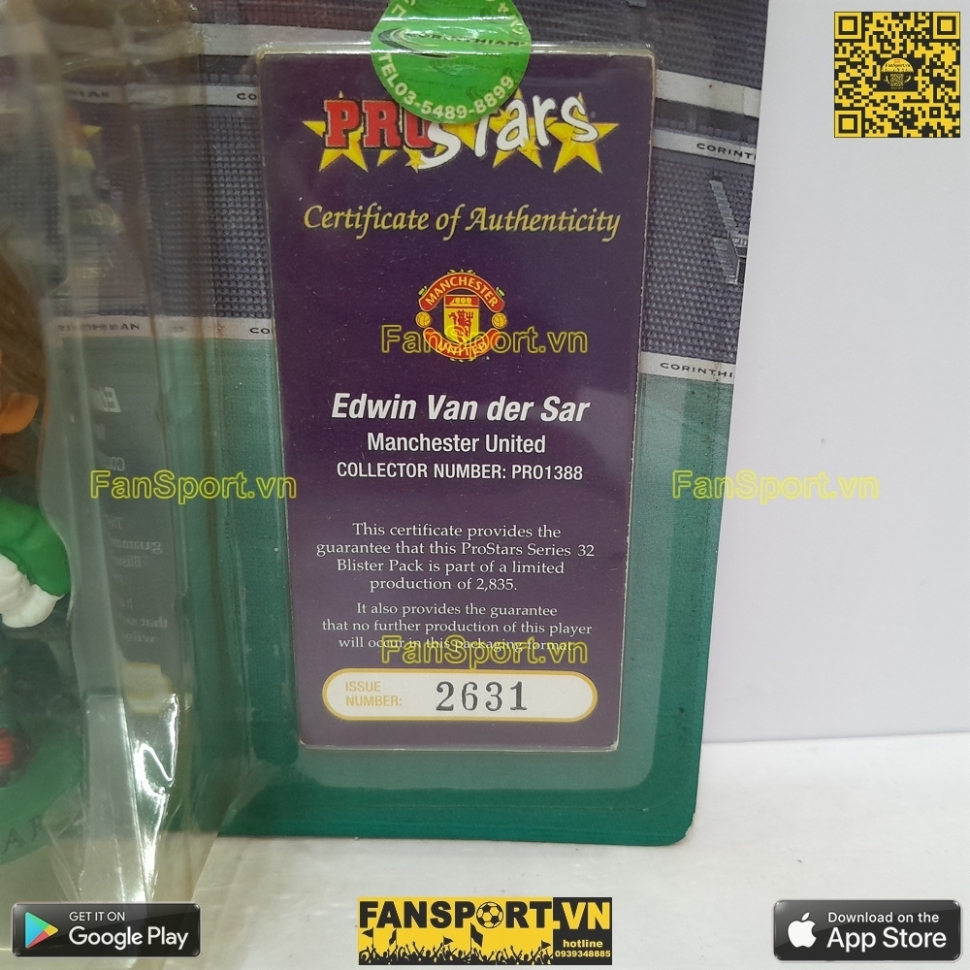 CORINTHIAN
TEL03-5489-8899
PROStars
Certificate of Authenticity
MANCHESTER
UNITED
FanSport.vn
Edwin Van der Sar
Manchester United
COLLECTOR NUMBER: PRO1388
FanSport.vn
FanSport.vn
This certificate provides the
guarantee that this ProStars Series 32
Blister Pack is part of a limited
production of 2,835.
It also provides the guarantee
that no further production of this player
will occur in this packaging format.
FanSport.vn
ISSUE
NUMBER: 2631
GET IT ON
Google Play
FANSPORT.VN
hotline
0939348885
Download on the
App Store